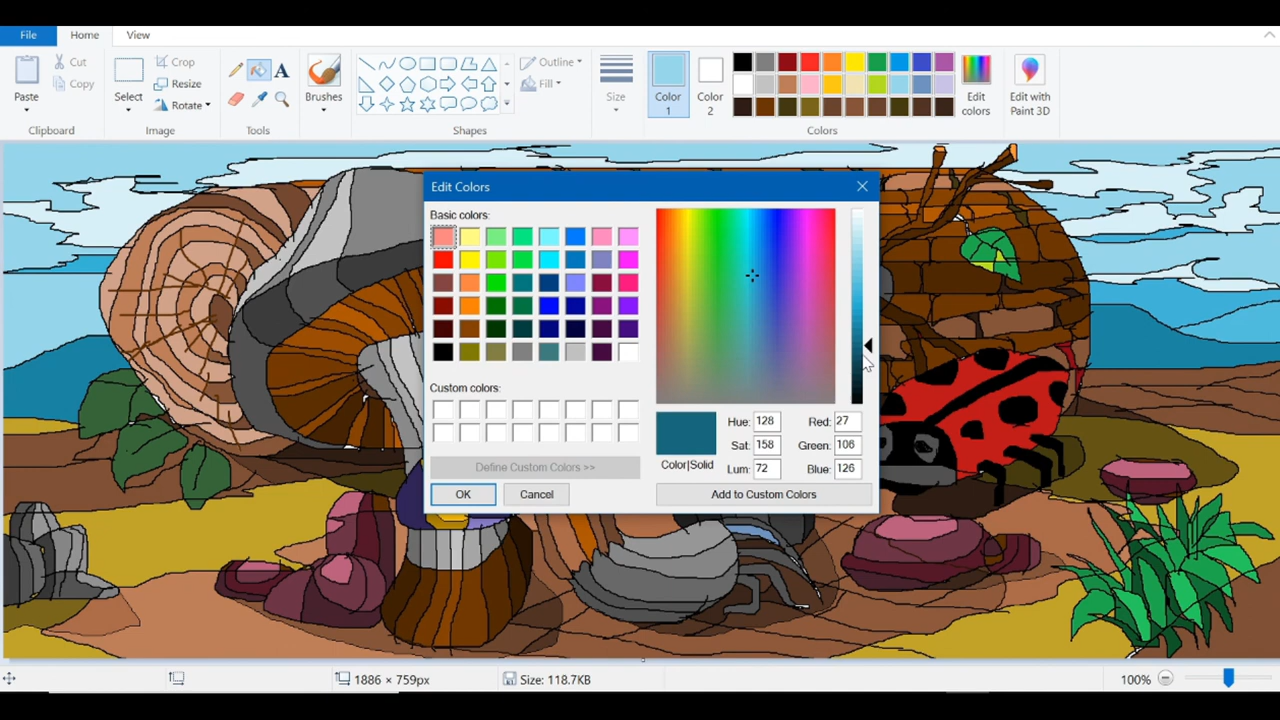 File
Home
View
Paste
Cut
Copy
Clipboard
Select
Crop
Resize
Rotate
Image
A
Tools
Brushes
Outline
Fill
Shapes
Size
Color
1
Color
2
Edit
colors
Colors
Edit with
Paint 3D
Edit Colors
Basic colors:
Custom colors:
Define Custom Colors >>
OK
Cancel
Hue: 128
Red: 27
Sat: 158
Green: 108
Color|Solid
Lum: 72
Blue: 126
Add to Custom Colors
1886 × 759px
Size: 118.7KB
100%